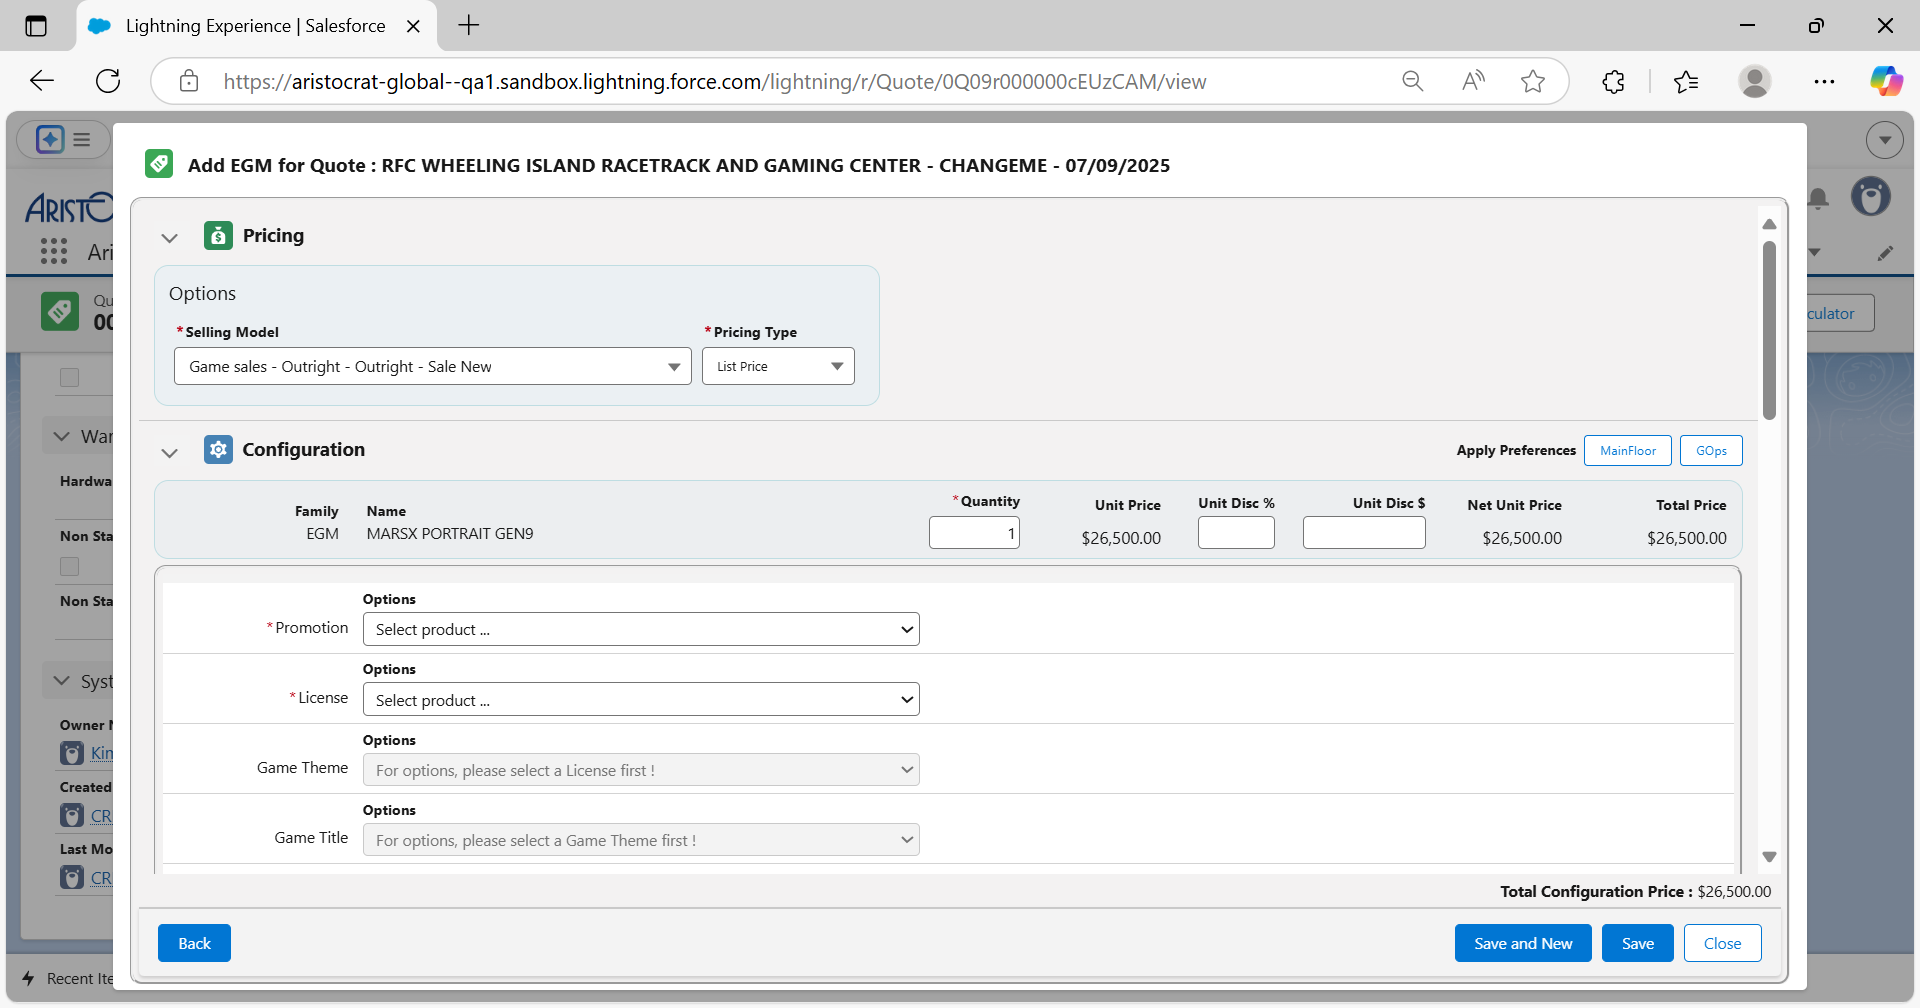 Lightning Experience | Salesforce
https://aristocrat-global--qa1.sandbox.lightning.force.com/lightning/r/Quote/0Q09r000000cEUzCAM/view
Add EGM for Quote : RFC WHEELING ISLAND RACETRACK AND GAMING CENTER - CHANGEME - 07/09/2025
Pricing
Options
*Selling Model
*Pricing Type
Game sales - Outright - Outright - Sale New
List Price
Configuration
Apply Preferences
MainFloor
GOps
Family
Name
*Quantity
Unit Price
Unit Disc %
Unit Disc $
Net Unit Price
Total Price
EGM
MARSX PORTRAIT GEN9
1
$26,500.00
$26,500.00
$26,500.00
Options
*Promotion
Select product ...
Options
*License
Select product ...
Options
Game Theme
For options, please select a License first !
Options
Game Title
For options, please select a Game Theme first !
Total Configuration Price : $26,500.00
Back
Save and New
Save
Close
ARISTO
Ari
Qu
00
culator
War
Hardwa
Non Sta
Non Sta
Syst
Owner N
Kin
Created
CR
Last Mo
CR
Recent Ite